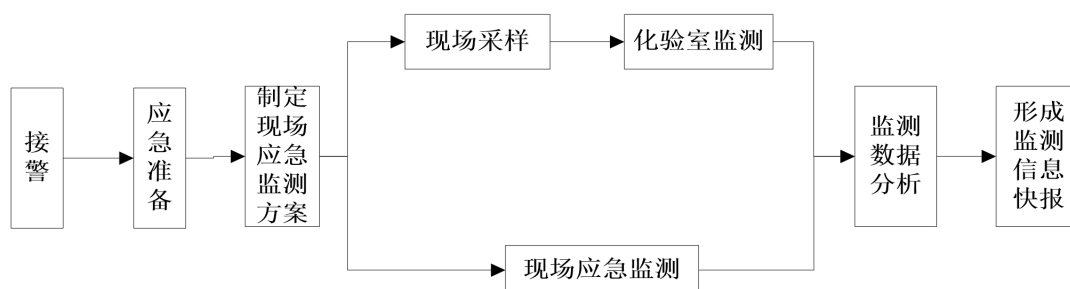 接
警
应
急
准
备
制定
现场
应急
监测
方案
现场采样
化验室监测
现场应急监测
监测
数据
分析
形成
监测
信息
快报